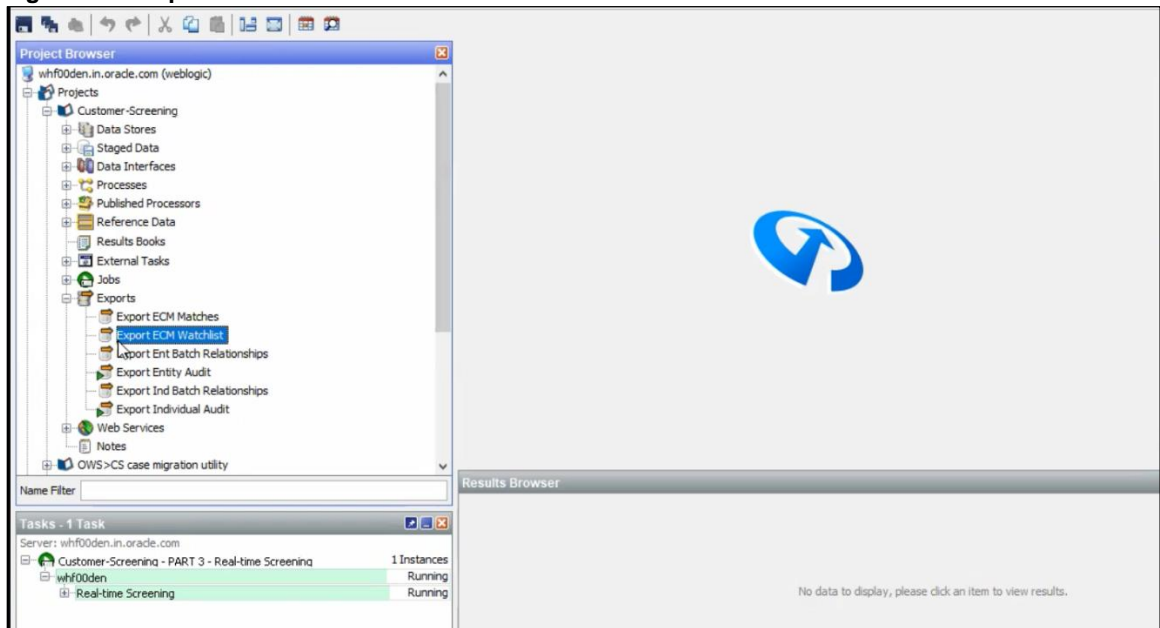 Project Browser
whf00den.in.oracle.com (weblogic)
Projects
Customer-Screening
Data Stores
Staged Data
Data Interfaces
Processes
Published Processors
Reference Data
Results Books
External Tasks
Jobs
Exports
Export ECM Matches
Export ECM Watchlist
Export Ent Batch Relationships
Export Entity Audit
Export Ind Batch Relationships
Export Individual Audit
Web Services
Notes
OWS>CS case migration utility
Name Filter
Tasks - 1 Task
Server: whf00den.in.oracle.com
Customer-Screening - PART 3 - Real-time Screening 1 Instances
whf00den Running
Real-time Screening Running
Results Browser
No data to display, please click an item to view results.